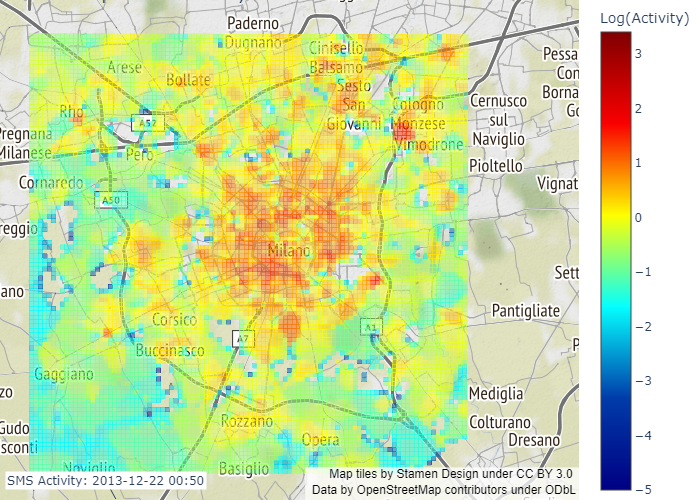 Log(Activity)
3
2
1
0
−1
−2
−3
−4
−5
Paderno
Dugnano
Cinisello
Balsamo
Arese
Bollate
Sesto
San
Giovanni
Cologno
Monzese
Vimodrone
Cernusco
sul
Naviglio
Pioltello
Pessa
Con
Borna
Go
Rho
A52
Pero
Pregnana
Milanese
Cornaredo
A50
Vignat
reggio
Milano
Sett
ano
Pantigliate
Corsico
Buccinasco
A7
A1
P
Gaggiano
zo
Mediglia
Rozzano
Colturano
Gudo
sconti
Opera
Dresano
Noviglio
Basiglio
SMS Activity: 2013-12-22 00:50
Map tiles by Stamen Design under CC BY 3.0
Data by OpenStreetMap contributors under ODbL